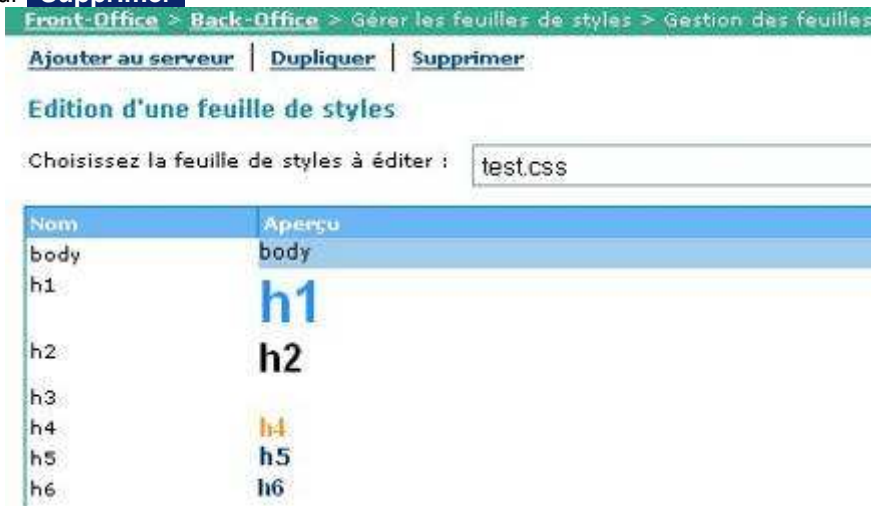 Supprimer
Front-Office > Back-Office > Gérer les feuilles de styles > Gestion des feuilles
Ajouter au serveur | Dupliquer | Supprimer
Edition d'une feuille de styles
Choisissez la feuille de styles à éditer : test.css
Nom Aperçu
body body
h1 h1
h2 h2
h3
h4 h4
h5 h5
h6 h6